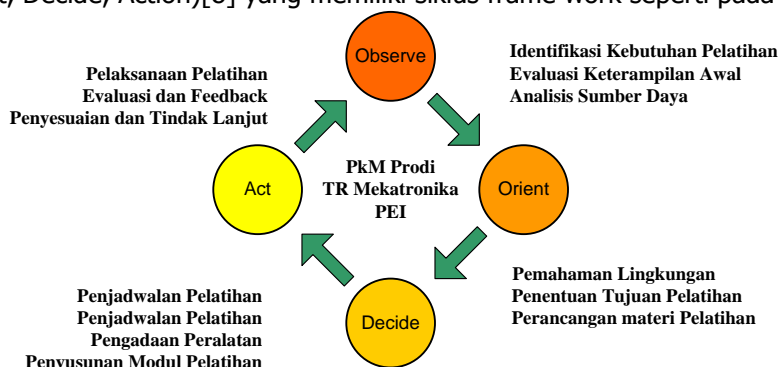 t, Decide, Action)[6] yang memiliki siklus frame work seperti pada
Observe
Identifikasi Kebutuhan Pelatihan
Evaluasi Keterampilan Awal
Analisis Sumber Daya
Pelaksanaan Pelatihan
Evaluasi dan Feedback
Penyesuaian dan Tindak Lanjut
Act
PkM Prodi
TR Mekatronika
PEI
Orient
Pemahaman Lingkungan
Penentuan Tujuan Pelatihan
Perancangan materi Pelatihan
Penjadwalan Pelatihan
Penjadwalan Pelatihan
Pengadaan Peralatan
Penyusunan Modul Pelatihan
Decide